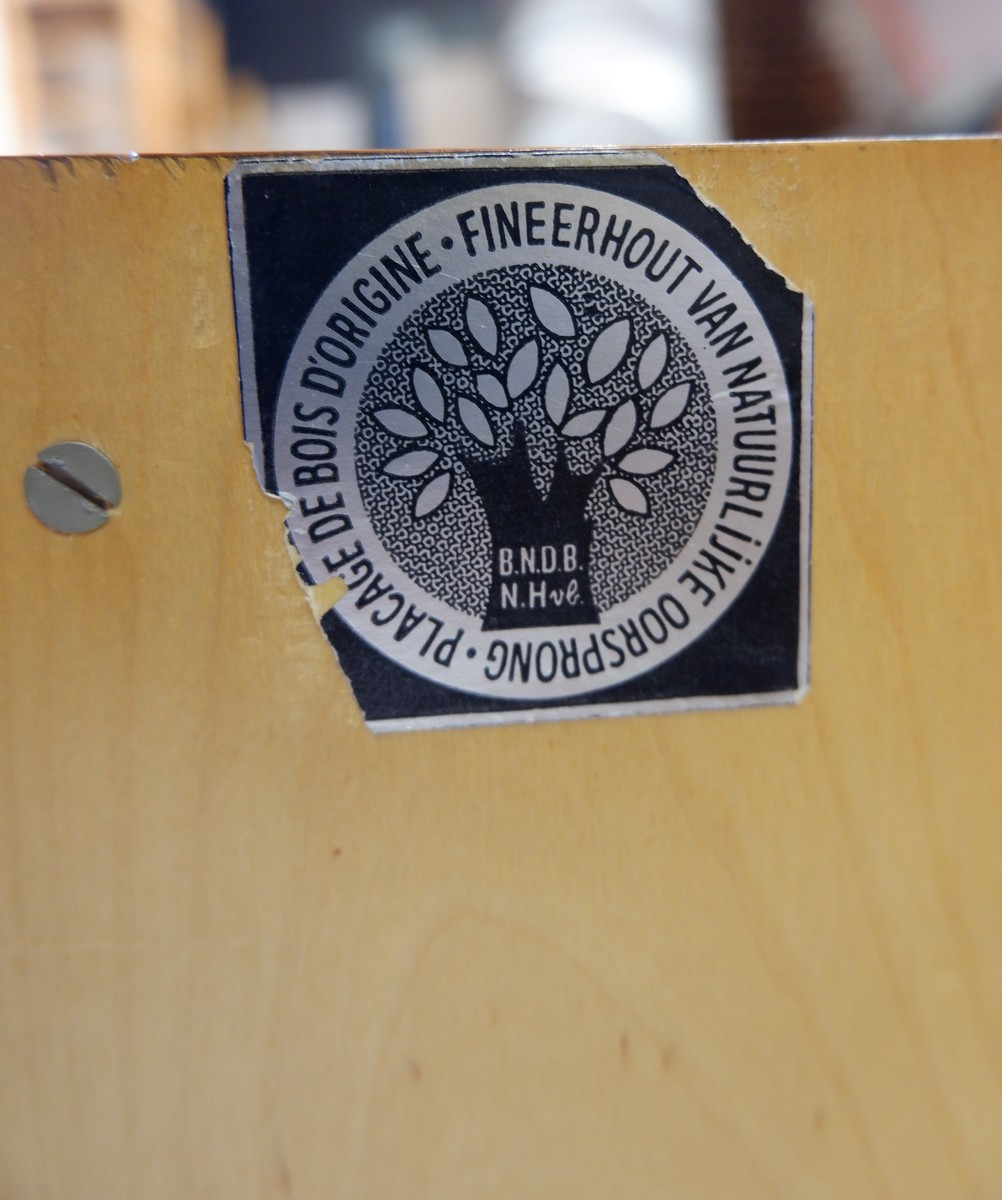 FINEERHOUT VAN NATUURLIJKE OORSPRONG •
PLACAGE DE BOIS D'ORIGINE •
B.N.D.B.
N.Hvb.